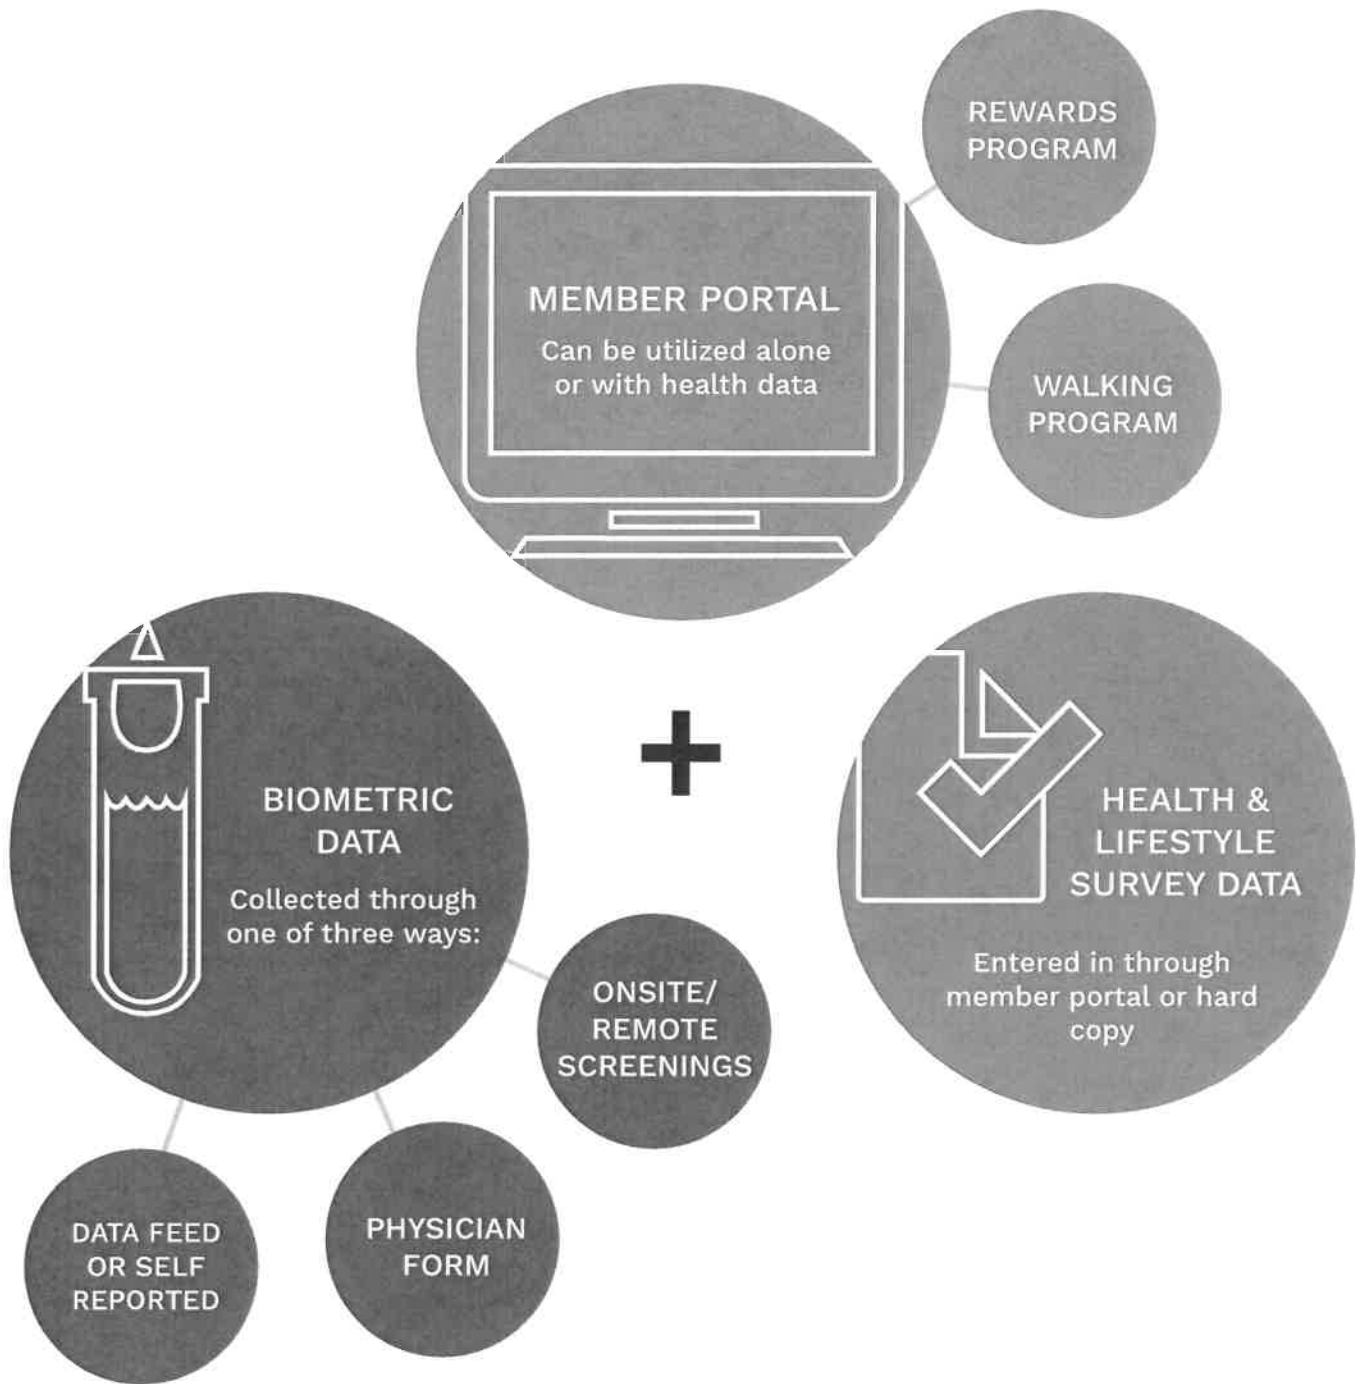 REWARDS
PROGRAM
MEMBER PORTAL
Can be utilized alone
or with health data
WALKING
PROGRAM
BIOMETRIC
DATA
Collected through
one of three ways:
HEALTH &
LIFESTYLE
SURVEY DATA
Entered in through
member portal or hard
copy
ONSITE/
REMOTE
SCREENINGS
DATA FEED
OR SELF
REPORTED
PHYSICIAN
FORM